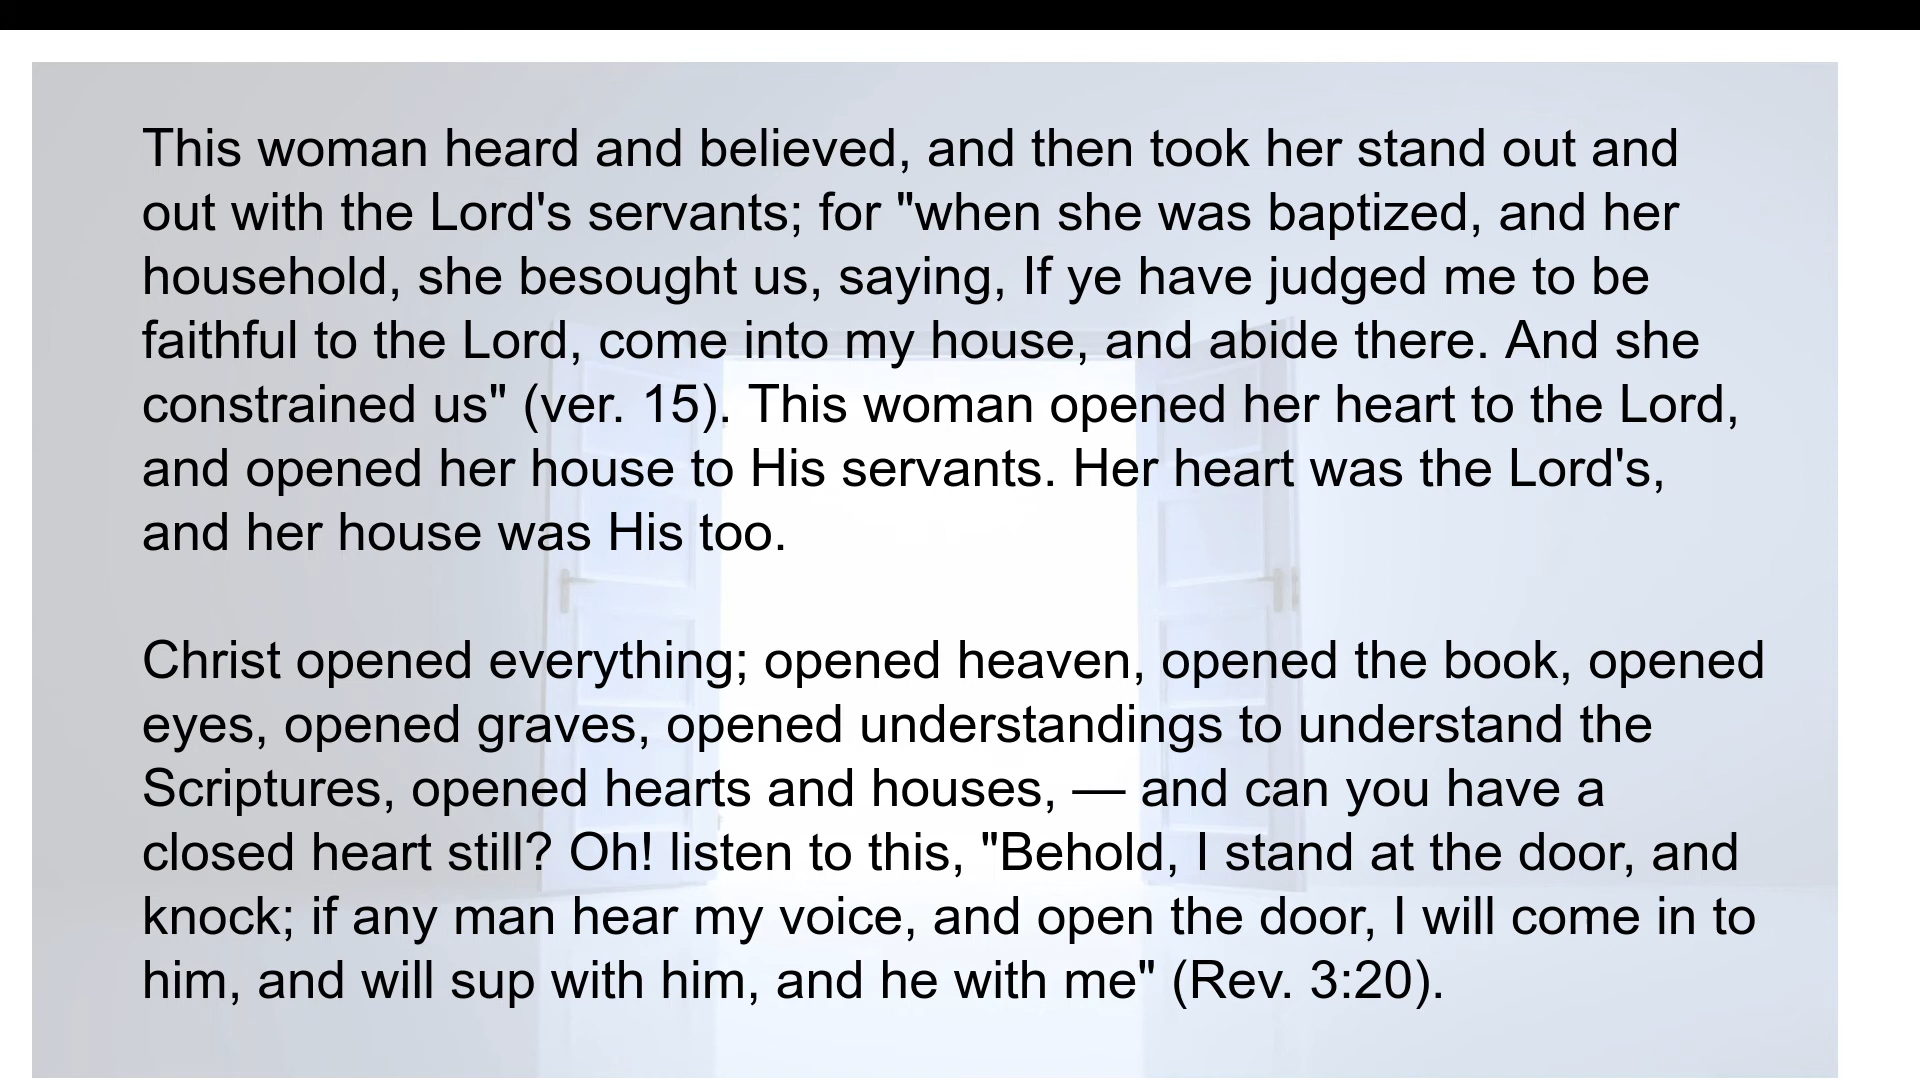 This woman heard and believed, and then took her stand out and
out with the Lord's servants; for "when she was baptized, and her
household, she besought us, saying, If ye have judged me to be
faithful to the Lord, come into my house, and abide there. And she
constrained us" (ver. 15). This woman opened her heart to the Lord,
and opened her house to His servants. Her heart was the Lord's,
and her house was His too.
Christ opened everything; opened heaven, opened the book, opened
eyes, opened graves, opened understandings to understand the
Scriptures, opened hearts and houses, — and can you have a
closed heart still? Oh! listen to this, "Behold, I stand at the door, and
knock; if any man hear my voice, and open the door, I will come in to
him, and will sup with him, and he with me" (Rev. 3:20).